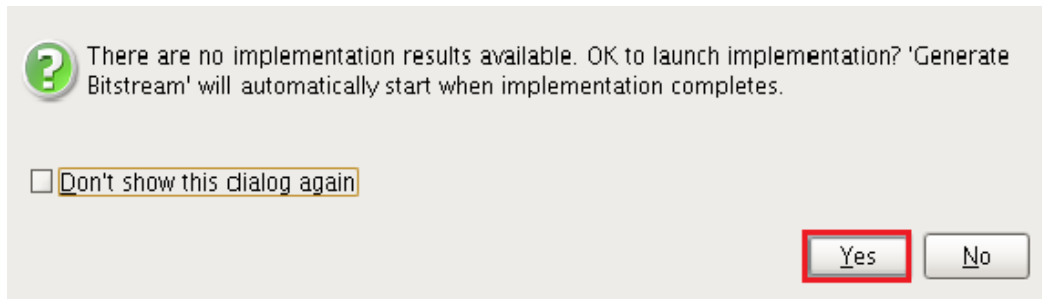 There are no implementation results available. OK to launch implementation? 'Generate
Bitstream' will automatically start when implementation completes.
Don't show this dialog again
Yes No